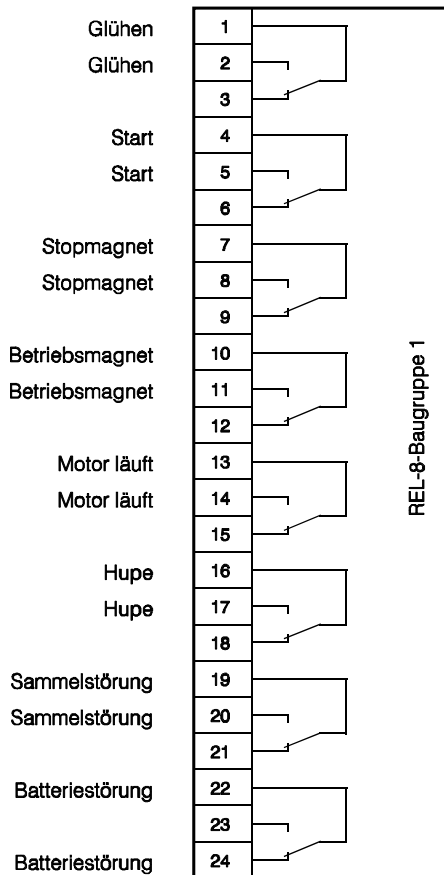 Glühen 1
Glühen 2
3
Start 4
Start 5
6
Stopmagnet 7
Stopmagnet 8
9
Betriebsmagnet 10
Betriebsmagnet 11
12
Motor läuft 13
Motor läuft 14
15
Hupe 16
Hupe 17
18
Sammelstörung 19
Sammelstörung 20
21
Batteriestörung 22
23
Batteriestörung 24
REL-8-Baugruppe 1